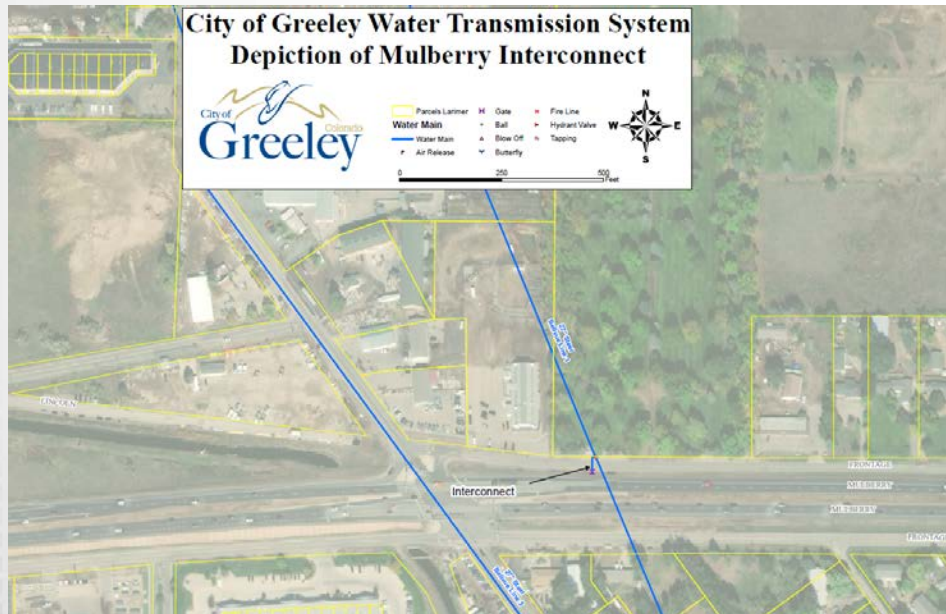 City of Greeley Water Transmission System
Depiction of Mulberry Interconnect
City of
Greeley
Colorado
Parcels Larimer
Water Main
Water Main
Air Release
Gate
Ball
Blow Off
Butterfly
Fire Line
Hydrant Valve
Tapping
N
W
E
S
0
250
500
Feet
27" Steel
LINCOLN
FRONTAGE
Interconnect
MULBERRY
MULBERRY
FRONTAGE